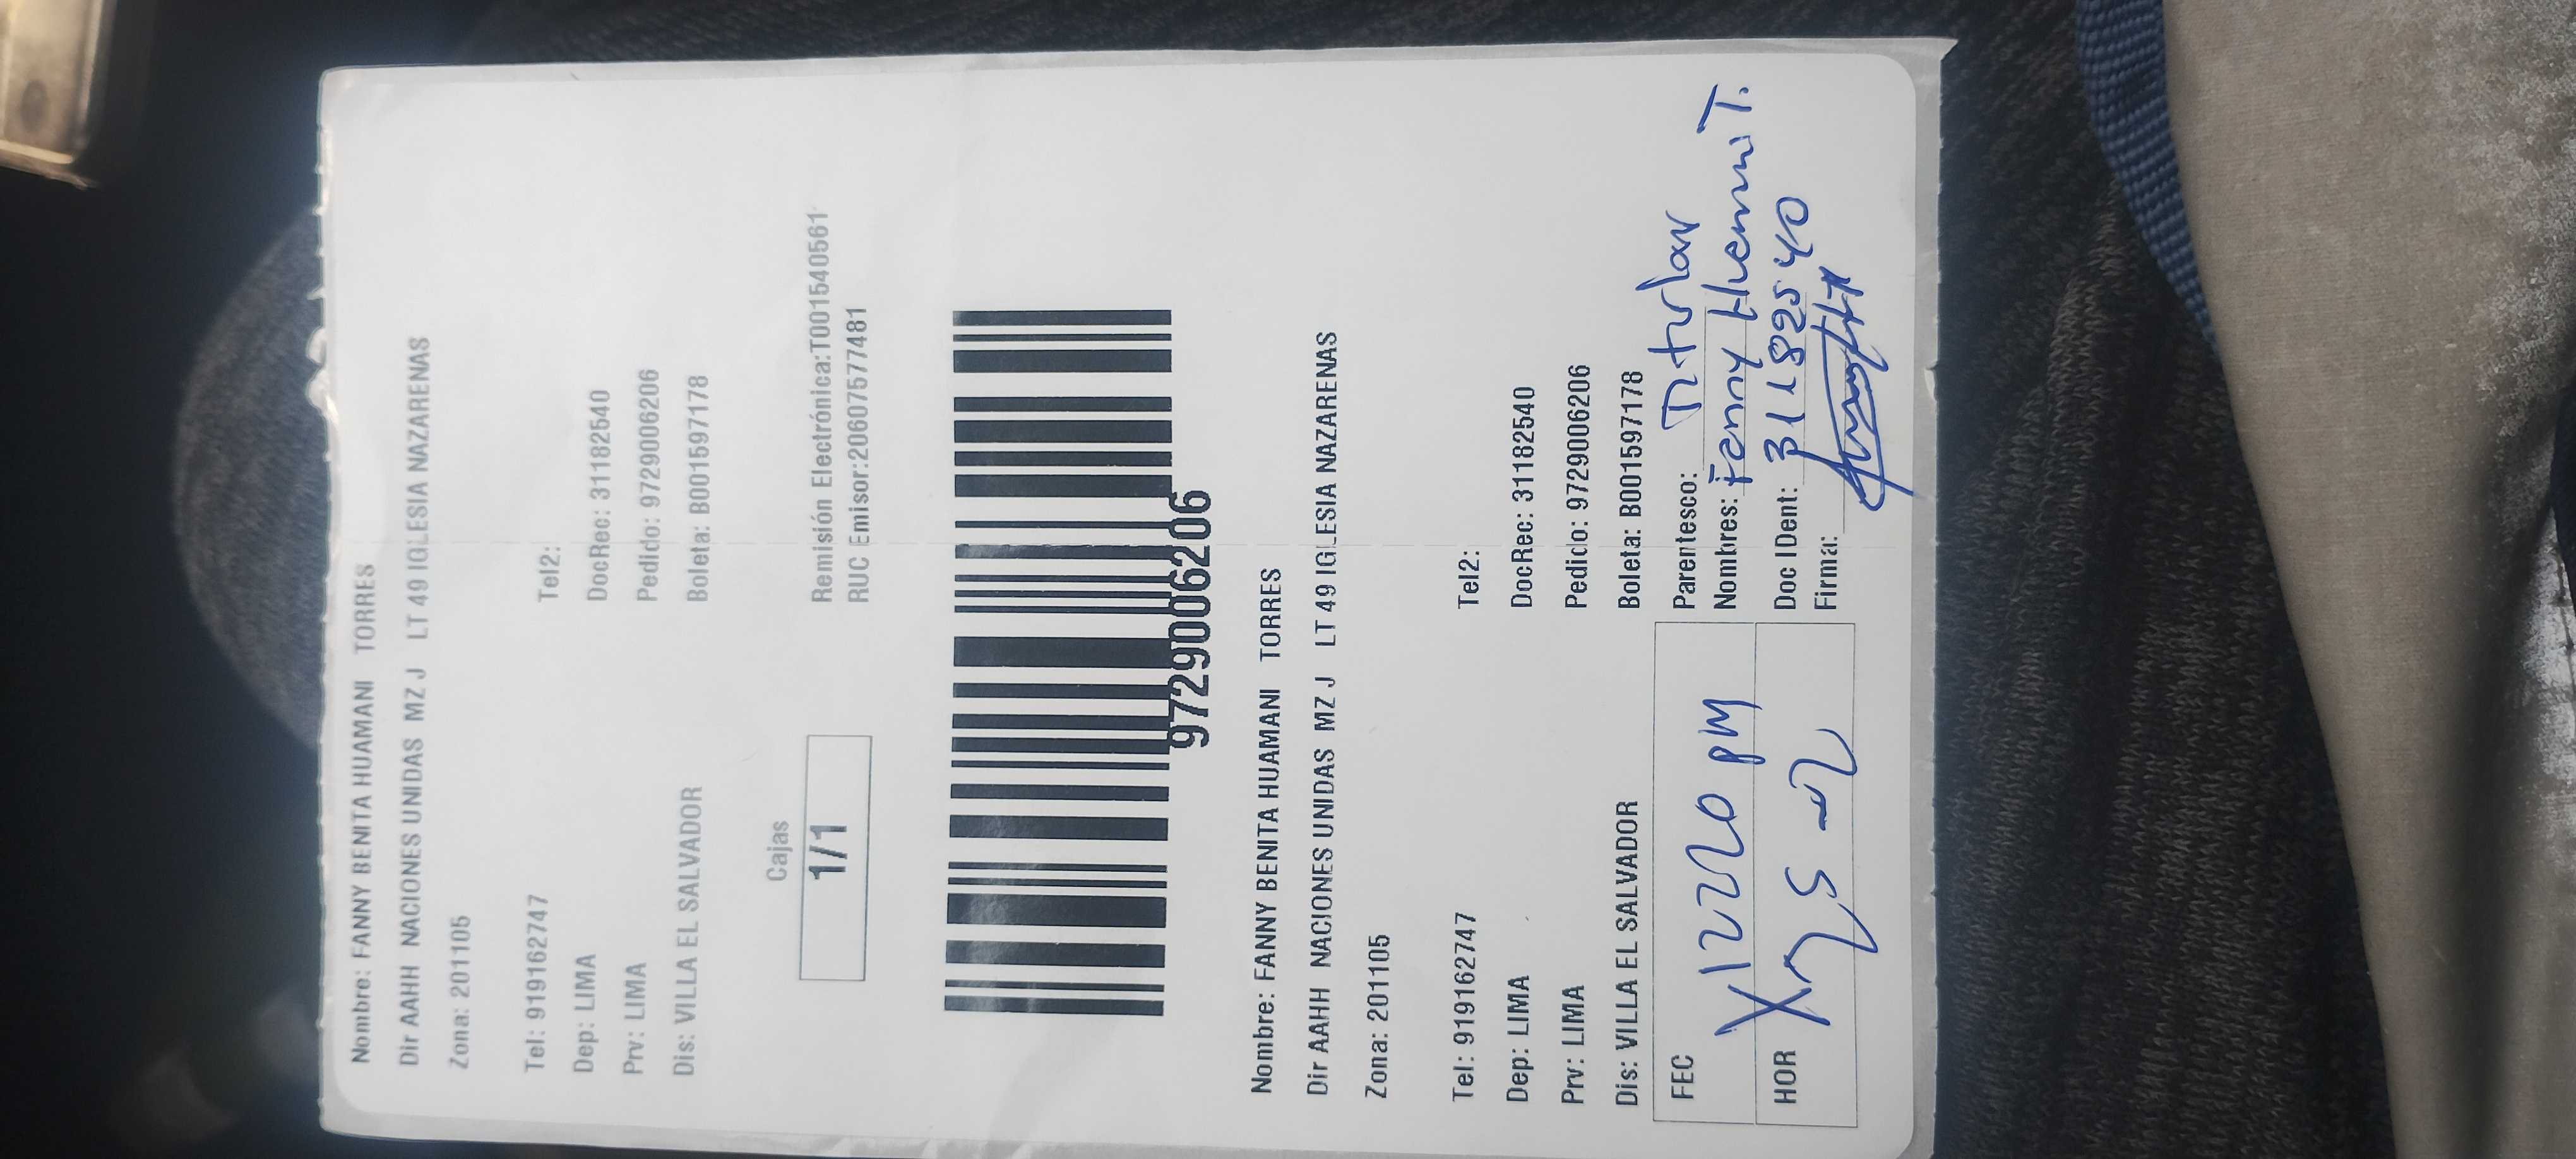 Nombre: FANNY BENITA HUAMANI TORRES
Dir AAHH NACIONES UNIDAS MZ J LT 49 IGLESIA NAZARENAS
Zona: 201105
Tel: 919162747 Tel2:
Dep: LIMA DocRec: 31182540
Prv: LIMA Pedido: 9729006206
Dis: VILLA EL SALVADOR Boleta: B001597178
Cajas
1/1
Remisión Electrónica:T001540561
RUC Emisor:20607577481
9729006206
Nombre: FANNY BENITA HUAMANI TORRES
Dir AAHH NACIONES UNIDAS MZ J LT 49 IGLESIA NAZARENAS
Zona: 201105
Tel: 919162747 Tel2:
Dep: LIMA DocRec: 31182540
Prv: LIMA Pedido: 9729006206
Dis: VILLA EL SALVADOR Boleta: B001597178
FEC pM
HOR
Parentesco: Titular
Nombres: Fanny T.
Doc IDent: 31182540
Firma: